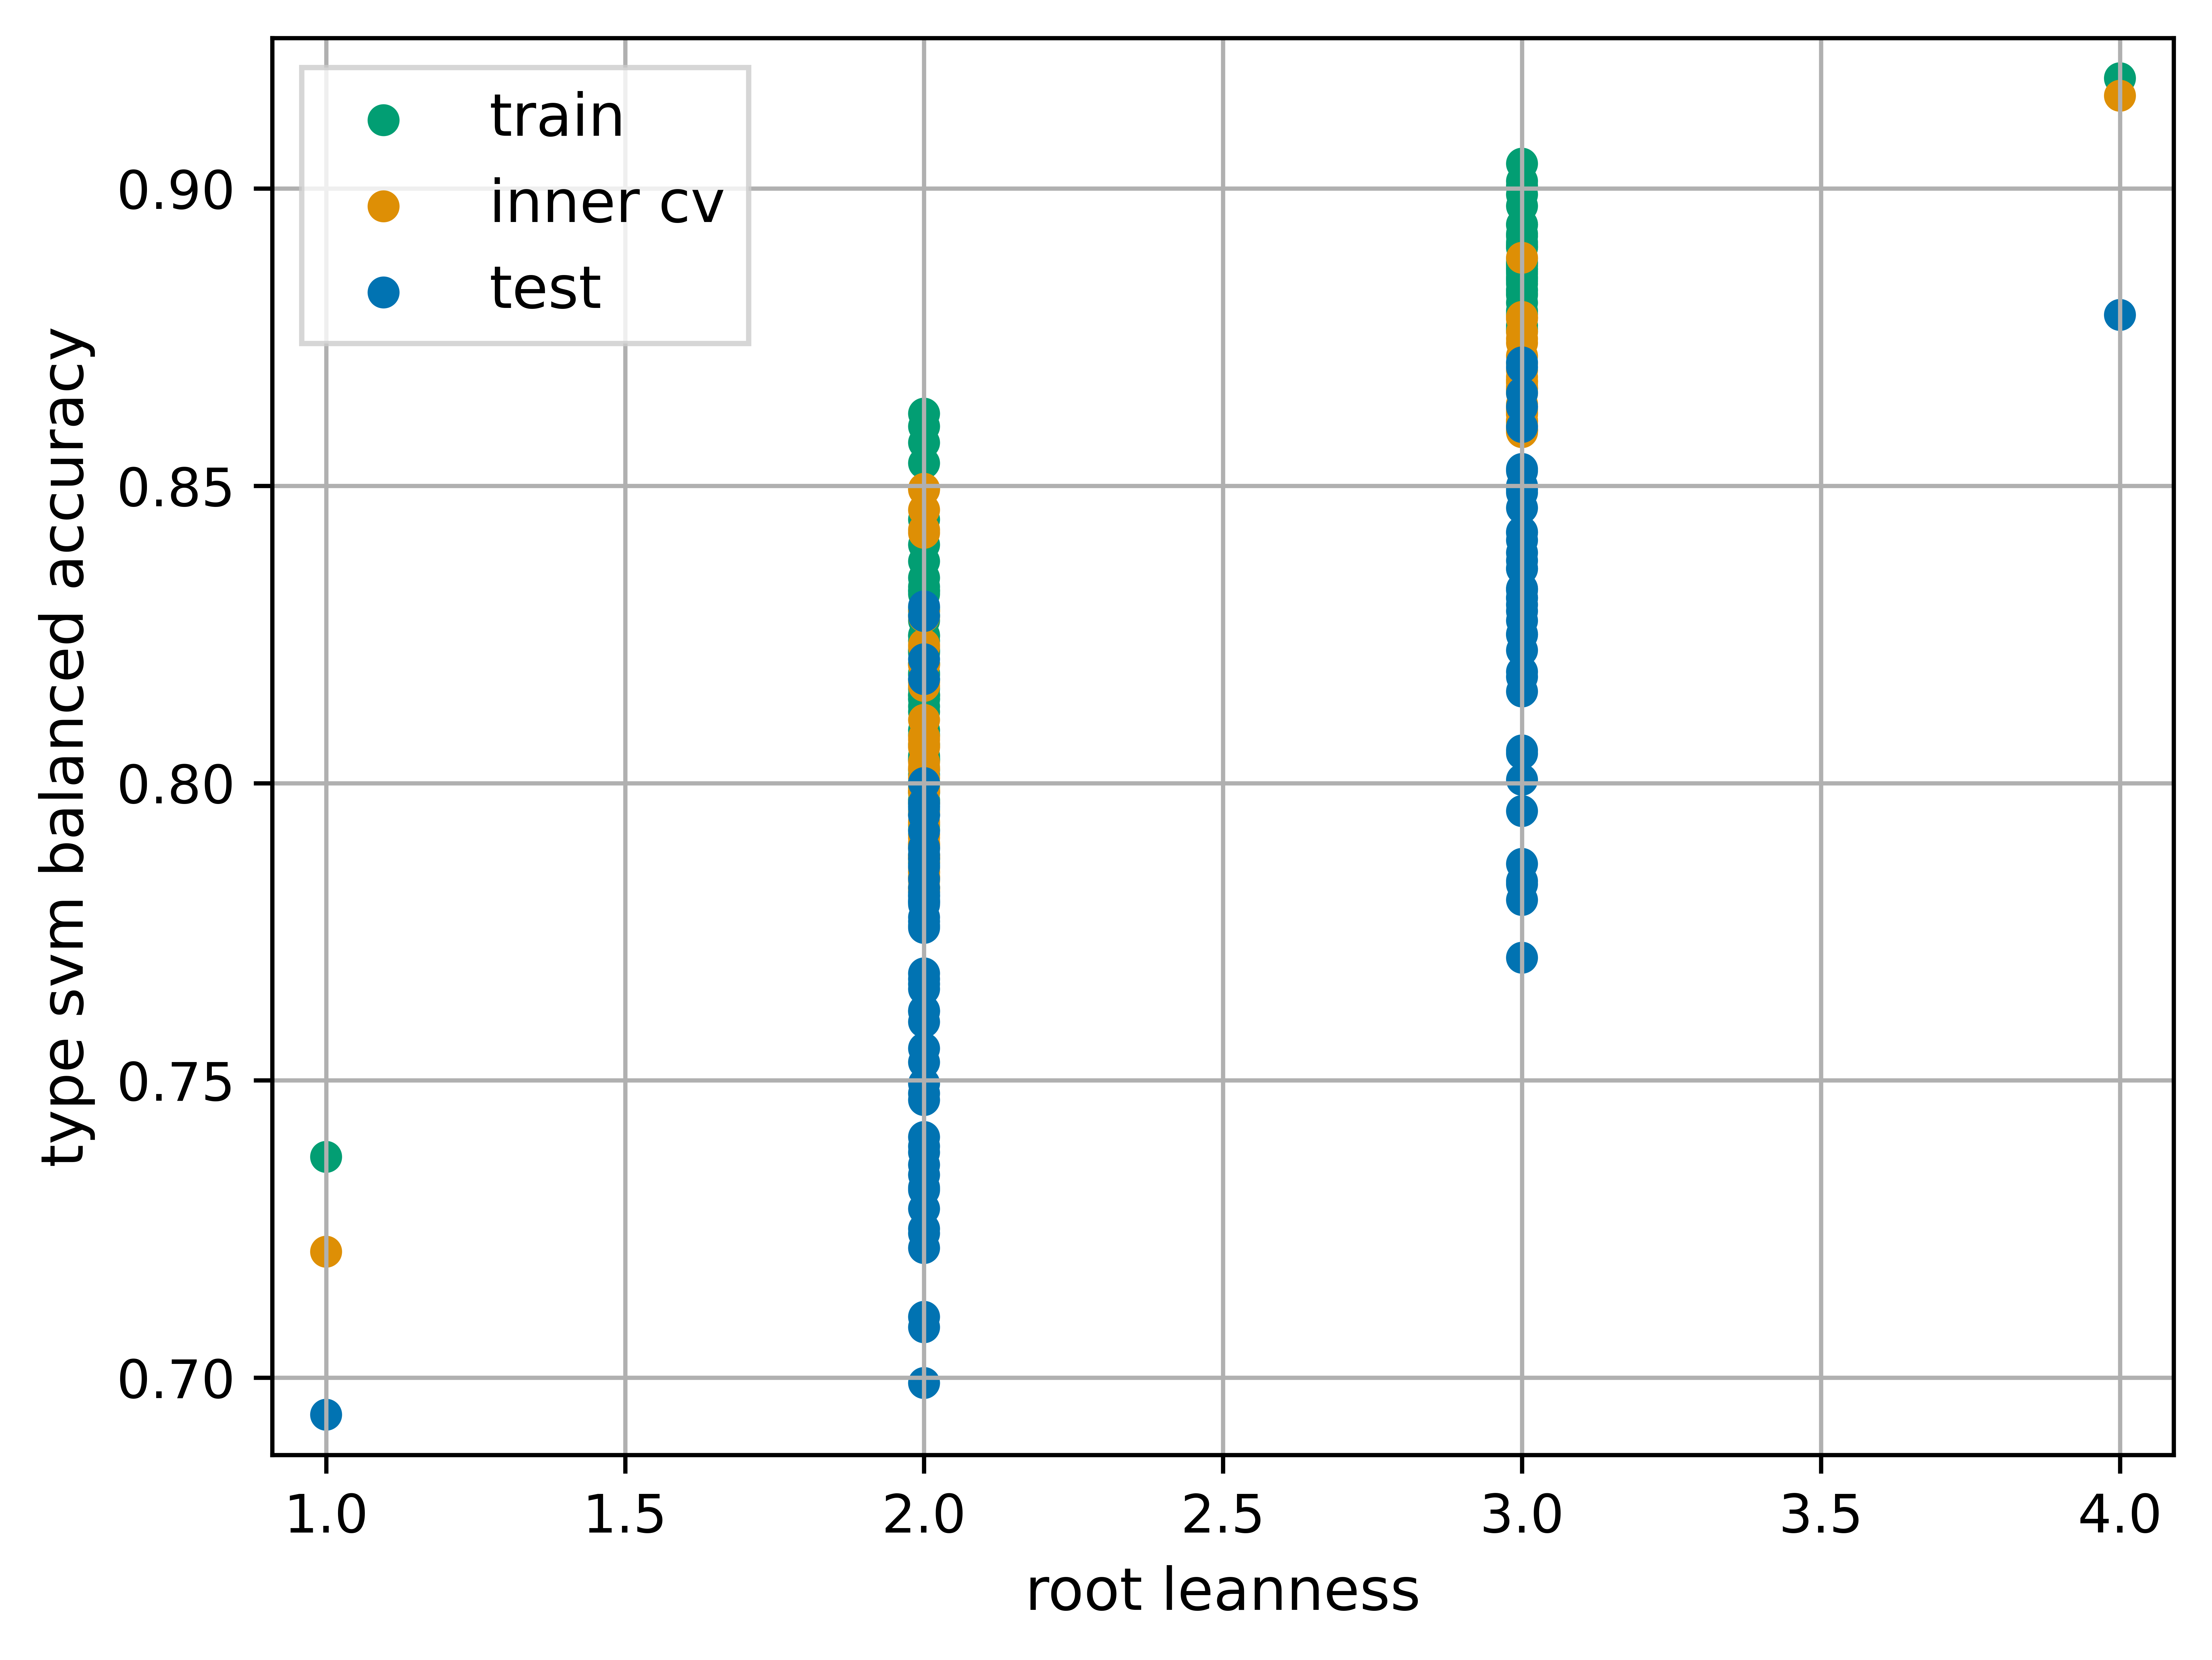 train
inner cv
test
0.90
0.85
0.80
0.75
0.70
type svm balanced accuracy
1.0 1.5 2.0 2.5 3.0 3.5 4.0
root leanness